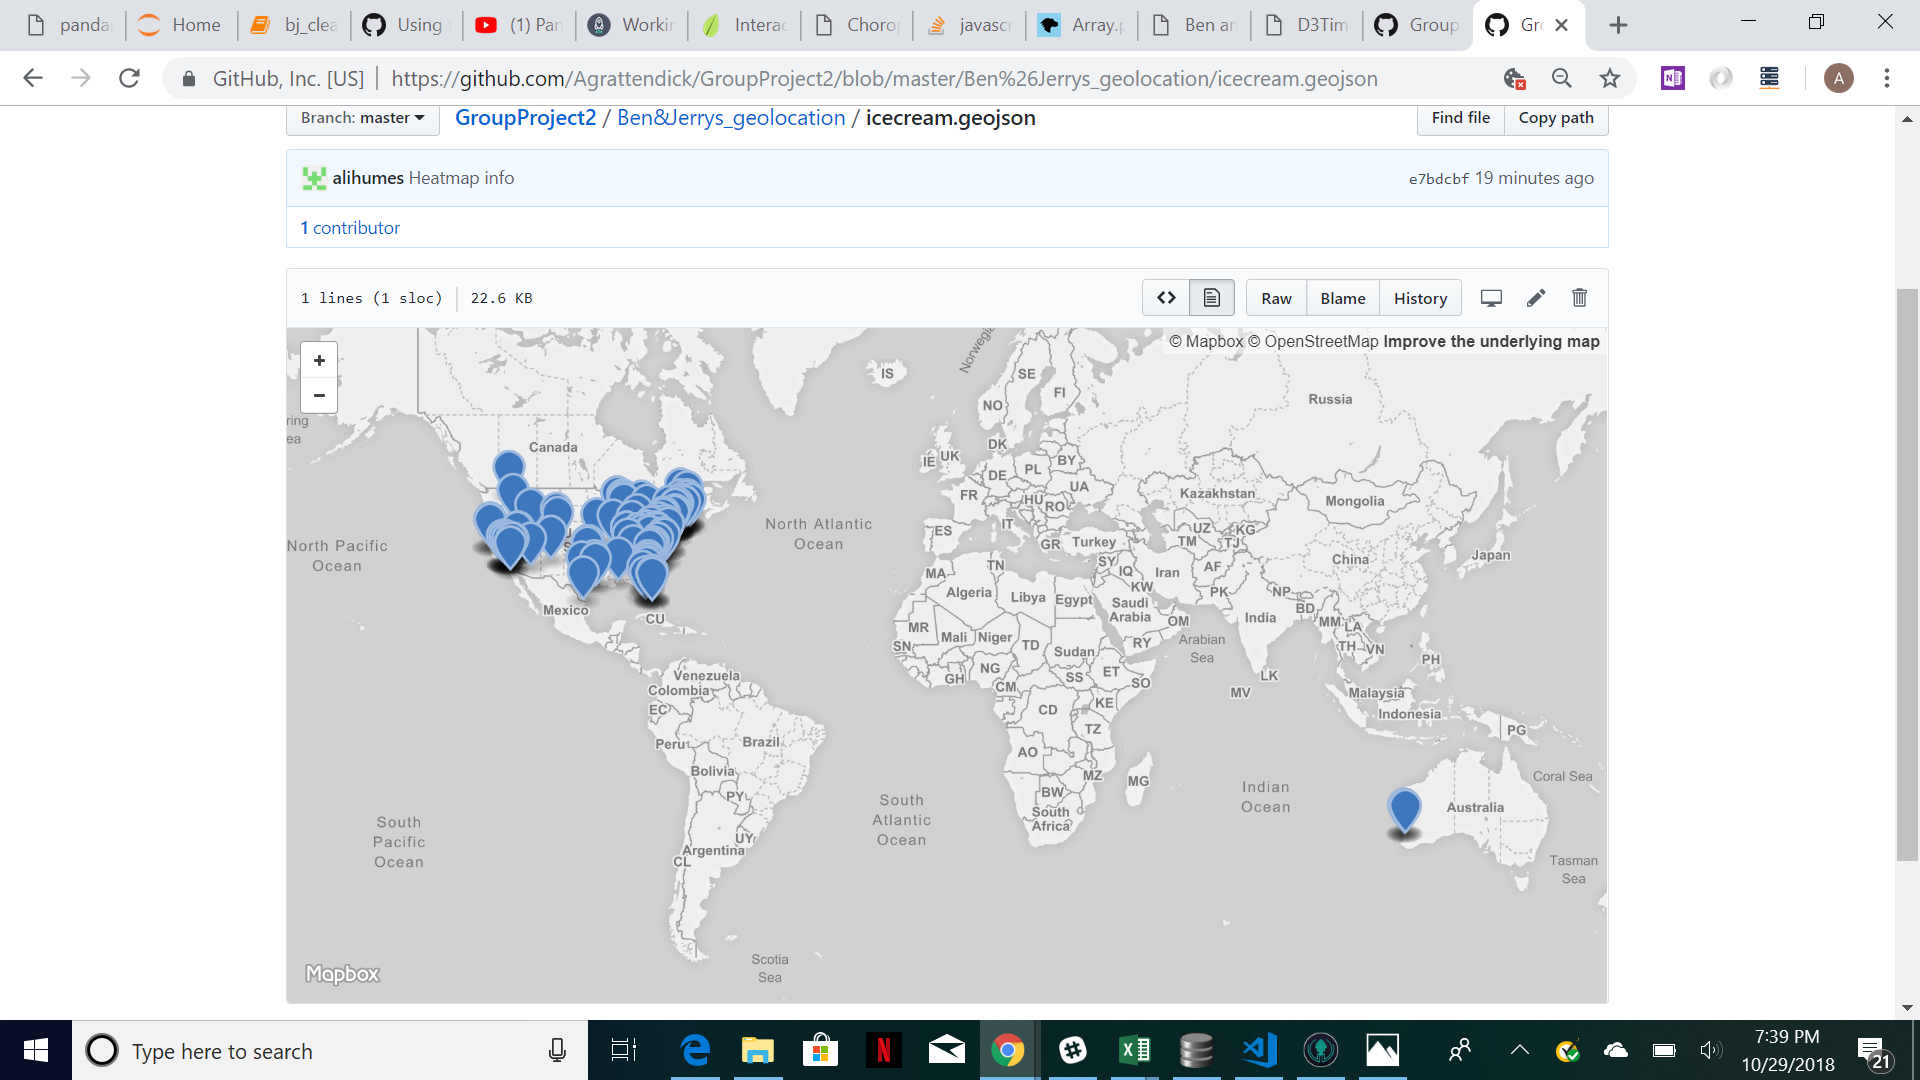 panda
Home
bj_clea
Using
(1) Pan
Workin
Interac
Chorop
javascr
Array.p
Ben an
D3Tim
Group
Gr
GitHub, Inc. [US] | https://github.com/Agrattendick/GroupProject2/blob/master/Ben%26Jerrys_geolocation/icecream.geojson
A
Branch: master
GroupProject2 / Ben&Jerrys_geolocation / icecream.geojson
Find file
Copy path
alihumes Heatmap info
e7bdcbf 19 minutes ago
1 contributor
1 lines (1 sloc)
22.6 KB
<>
Raw
Blame
History
© Mapbox © OpenStreetMap Improve the underlying map
+
−
ring
ea
Canada
North Pacific
Ocean
Mexico
CU
North Atlantic
Ocean
IS
Norwe
SE
FI
NO
Russia
DK
IE
UK
BY
PL
DE
UA
FR
HU
RO
Kazakhstan
Mongolia
IT
ES
UZ
KG
GR
Turkey
TM
TJ
Japan
China
TN
SY
MA
IQ
Iran
AF
KW
PK
NP
Algeria
Libya
Egypt
Saudi
Arabia
BD
India
OM
MM
LA
MR
Mali
Niger
TD
Sudan
RY
Arabian
Sea
SN
TH
VN
NG
ET
PH
GH
SS
SO
LK
CM
MV
KE
Malaysia
Venezuela
Colombia
EC
CD
Indonesia
TZ
PG
Peru
Brazil
AO
Bolivia
MZ
MG
Coral Sea
BW
Indian
Ocean
PY
South
Africa
Australia
South
Atlantic
Ocean
South
Pacific
Ocean
UY
Argentina
CL
Tasman
Sea
Scotia
Sea
Mapbox
Type here to search
7:39 PM
10/29/2018
21